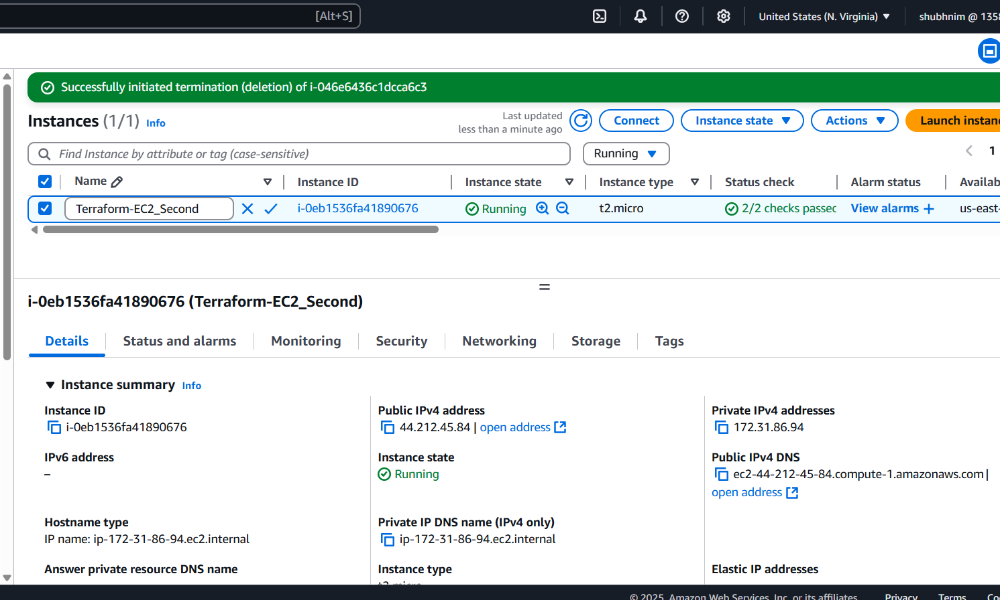 [Alt+S]
United States (N. Virginia)
shubhnim @ 135
Successfully initiated termination (deletion) of i-046e6436c1dcca6c3
Instances (1/1) Info
Last updated
less than a minute ago
Connect
Instance state
Actions
Launch instan
Find Instance by attribute or tag (case-sensitive)
Running
1
Name
Instance ID
Instance state
Instance type
Status check
Alarm status
Availab
Terraform-EC2_Second
i-0eb1536fa41890676
Running
t2.micro
2/2 checks passec
View alarms +
us-east-
i-0eb1536fa41890676 (Terraform-EC2_Second)
Details
Status and alarms
Monitoring
Security
Networking
Storage
Tags
Instance summary Info
Instance ID
i-0eb1536fa41890676
Public IPv4 address
44.212.45.84 | open address
Private IPv4 addresses
172.31.86.94
IPv6 address
–
Instance state
Running
Public IPv4 DNS
ec2-44-212-45-84.compute-1.amazonaws.com |
open address
Hostname type
IP name: ip-172-31-86-94.ec2.internal
Private IP DNS name (IPv4 only)
ip-172-31-86-94.ec2.internal
Answer private resource DNS name
Instance type
t2.micro
Elastic IP addresses
© 2025, Amazon Web Services, Inc. or its affiliates.
Privacy
Terms
Co